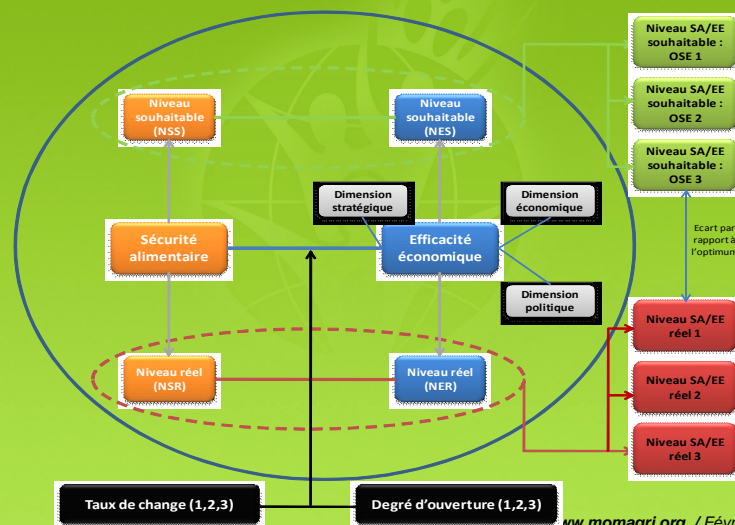 Niveau SA/EE
souhaitable :
OSE 1
Niveau SA/EE
souhaitable :
OSE 2
Niveau SA/EE
souhaitable :
OSE 3
Niveau
souhaitable
(NSS)
Niveau
souhaitable
(NES)
Dimension
stratégique
Dimension
économique
Sécurité
alimentaire
Efficacité
économique
Dimension
politique
Ecart par
rapport à
l'optimum
Niveau SA/EE
réel 1
Niveau SA/EE
réel 2
Niveau SA/EE
réel 3
Niveau réel
(NSR)
Niveau réel
(NER)
Taux de change (1,2,3)
Degré d'ouverture (1,2,3)
www.momagri.org / Févr